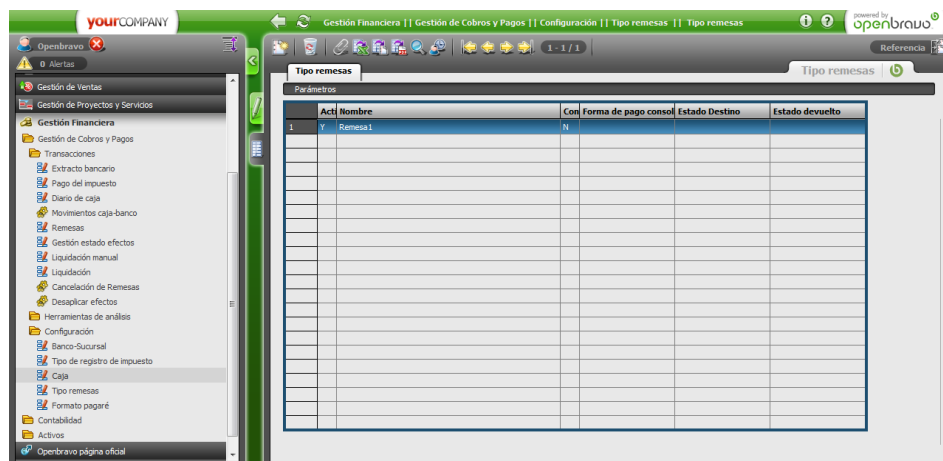 yourCOMPANY
Gestión Financiera || Gestión de Cobros y Pagos || Configuración || Tipo remesas || Tipo remesas
powered by
openbravo
Openbravo
0 Alertas
1 - 1 / 1
Referencia
Tipo remesas
Tipo remesas
Parámetros
Gestión de Ventas
Gestión de Proyectos y Servicios
Gestión Financiera
Gestión de Cobros y Pagos
Transacciones
Extracto bancario
Pago del impuesto
Diario de caja
Movimientos caja-banco
Remesas
Gestión estado efectos
Liquidación manual
Liquidación
Cancelación de Remesas
Desaplicar efectos
Herramientas de análisis
Configuración
Banco-Sucursal
Tipo de registro de impuesto
Caja
Tipo remesas
Formato pagaré
Contabilidad
Activos
Openbravo página oficial
Acti Nombre Con Forma de pago consol Estado Destino Estado devuelto
1 Y Remesa1 N